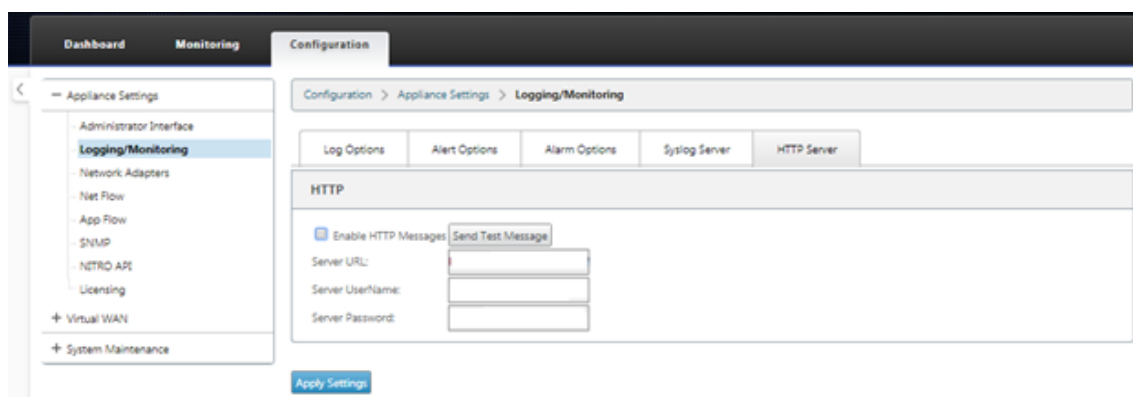 Dashboard Monitoring Configuration
Configuration > Appliance Settings > Logging/Monitoring
Appliance Settings
Administrator Interface
Logging/Monitoring
Network Adapters
Net Flow
App Flow
SNMP
NITRO API
Licensing
Virtual WAN
System Maintenance
Log Options Alert Options Alarm Options Syslog Server HTTP Server
HTTP
Enable HTTP Messages Send Test Message
Server URL:
Server UserName:
Server Password:
Apply Settings